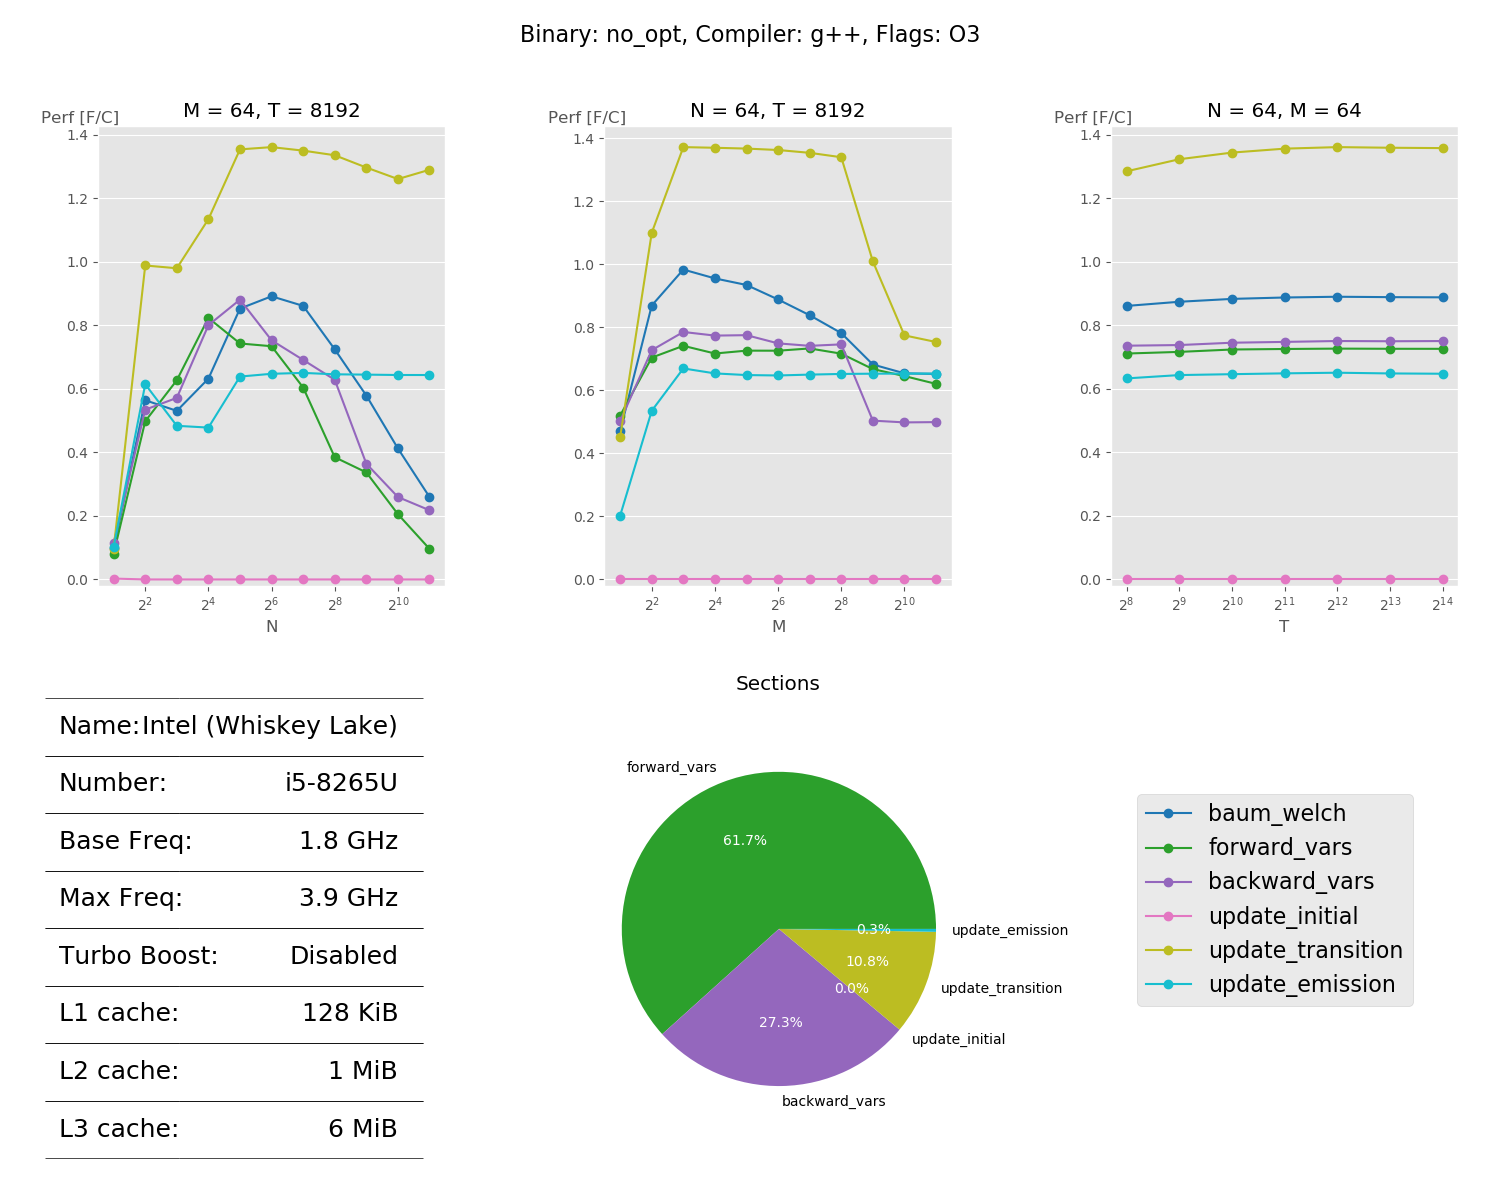 Binary: no_opt, Compiler: g++, Flags: O3
M = 64, T = 8192
Perf [F/C]
1.4
1.2
1.0
0.8
0.6
0.4
0.2
0.0
2^2 2^4 2^6 2^8 2^10
N
N = 64, T = 8192
Perf [F/C]
1.4
1.2
1.0
0.8
0.6
0.4
0.2
0.0
2^2 2^4 2^6 2^8 2^10
M
N = 64, M = 64
Perf [F/C]
1.4
1.2
1.0
0.8
0.6
0.4
0.2
0.0
2^8 2^9 2^10 2^11 2^12 2^13 2^14
T
Name: Intel (Whiskey Lake)
Number: i5-8265U
Base Freq: 1.8 GHz
Max Freq: 3.9 GHz
Turbo Boost: Disabled
L1 cache: 128 KiB
L2 cache: 1 MiB
L3 cache: 6 MiB
Sections
forward_vars
61.7%
0.3%
update_emission
10.8%
update_transition
0.0%
update_initial
27.3%
backward_vars
baum_welch
forward_vars
backward_vars
update_initial
update_transition
update_emission